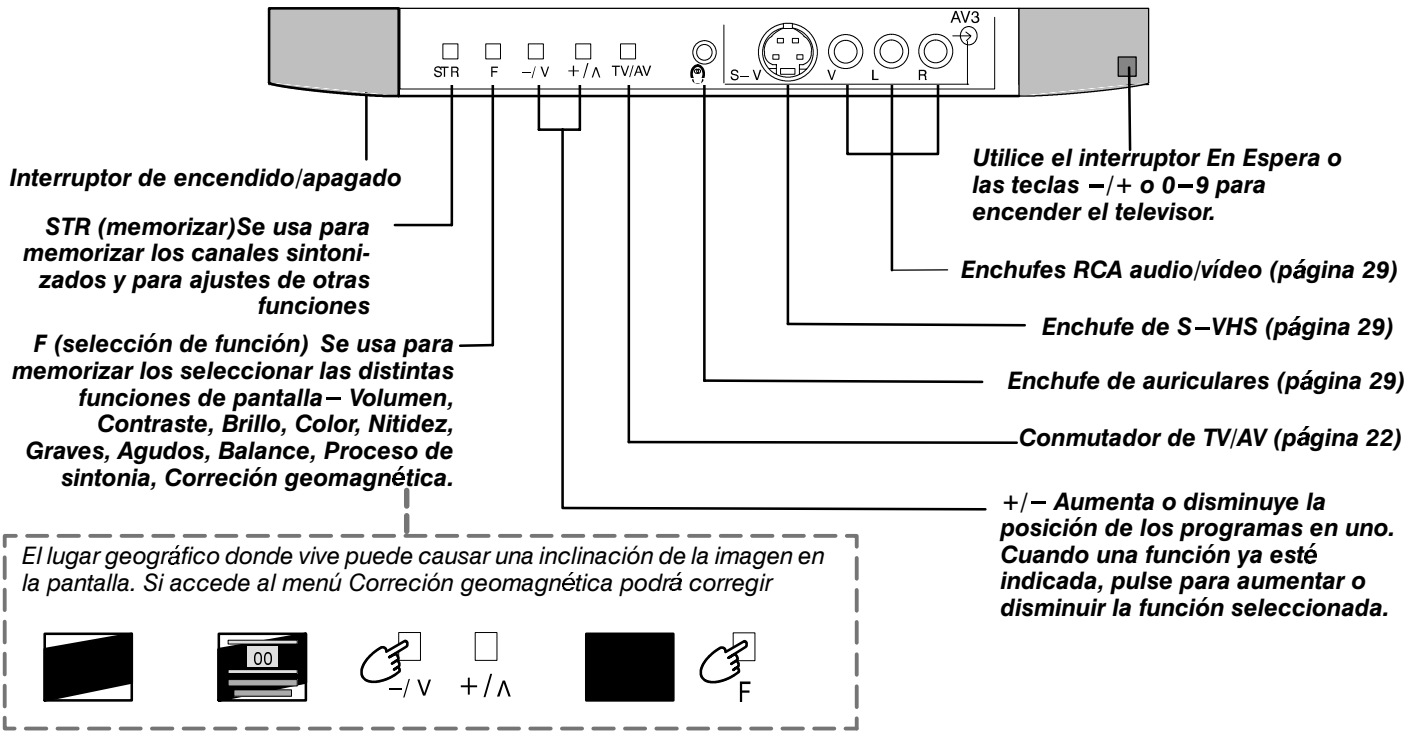 AV3
STR F −/∨ +/∧ TV/AV S−V V L R
Interruptor de encendido/apagado
STR (memorizar)Se usa para
memorizar los canales sintoni-
zados y para ajustes de otras
funciones
F (selección de función) Se usa para
memorizar los seleccionar las distintas
funciones de pantalla− Volumen,
Contraste, Brillo, Color, Nitidez,
Graves, Agudos, Balance, Proceso de
sintonia, Correción geomagnética.
Utilice el interruptor En Espera o
las teclas −/+ o 0−9 para
encender el televisor.
Enchufes RCA audio/vídeo (página 29)
Enchufe de S−VHS (página 29)
Enchufe de auriculares (página 29)
Conmutador de TV/AV (página 22)
+/− Aumenta o disminuye la
posición de los programas en uno.
Cuando una función ya esté
indicada, pulse para aumentar o
disminuir la función seleccionada.
El lugar geográfico donde vive puede causar una inclinación de la imagen en
la pantalla. Si accede al menú Correción geomagnética podrá corregir
00
−/∨ +/∧ F